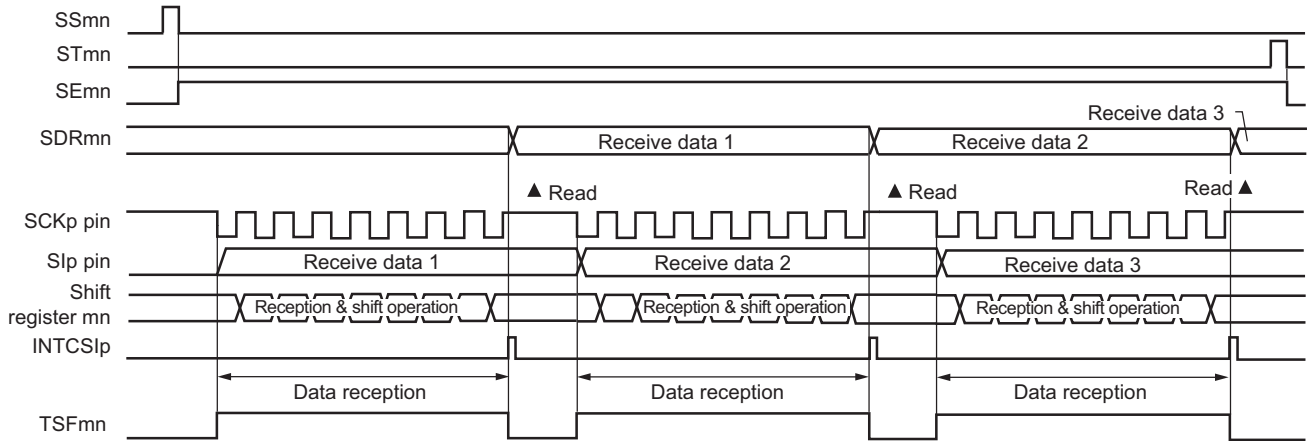 SSmn
STmn
SEmn
Receive data 3
SDRmn
Receive data 1
Receive data 2
▲ Read
▲ Read
Read ▲
SCKp pin
SIp pin
Receive data 1
Receive data 2
Receive data 3
Shift
register mn
Reception & shift operation
Reception & shift operation
Reception & shift operation
INTCSIp
Data reception
Data reception
Data reception
TSFmn